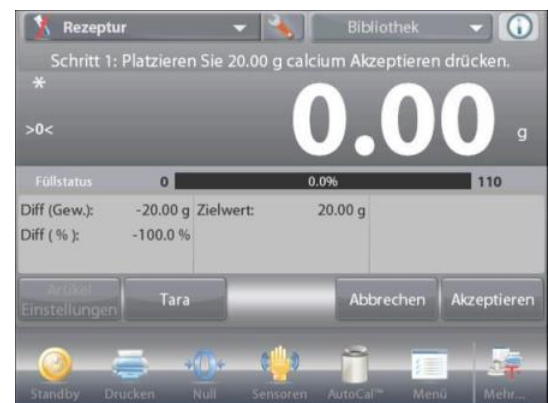 Rezeptur
Bibliothek
Schritt 1: Platzieren Sie 20.00 g calcium Akzeptieren drücken.
*
>0<
0.00 g
Füllstatus 0 0.0% 110
Diff (Gew.): -20.00 g Zielwert: 20.00 g
Diff ( % ): -100.0 %
Artikel
Einstellungen
Tara
Abbrechen
Akzeptieren
Standby Drucken Null Sensoren AutoCal™ Menü Mehr...